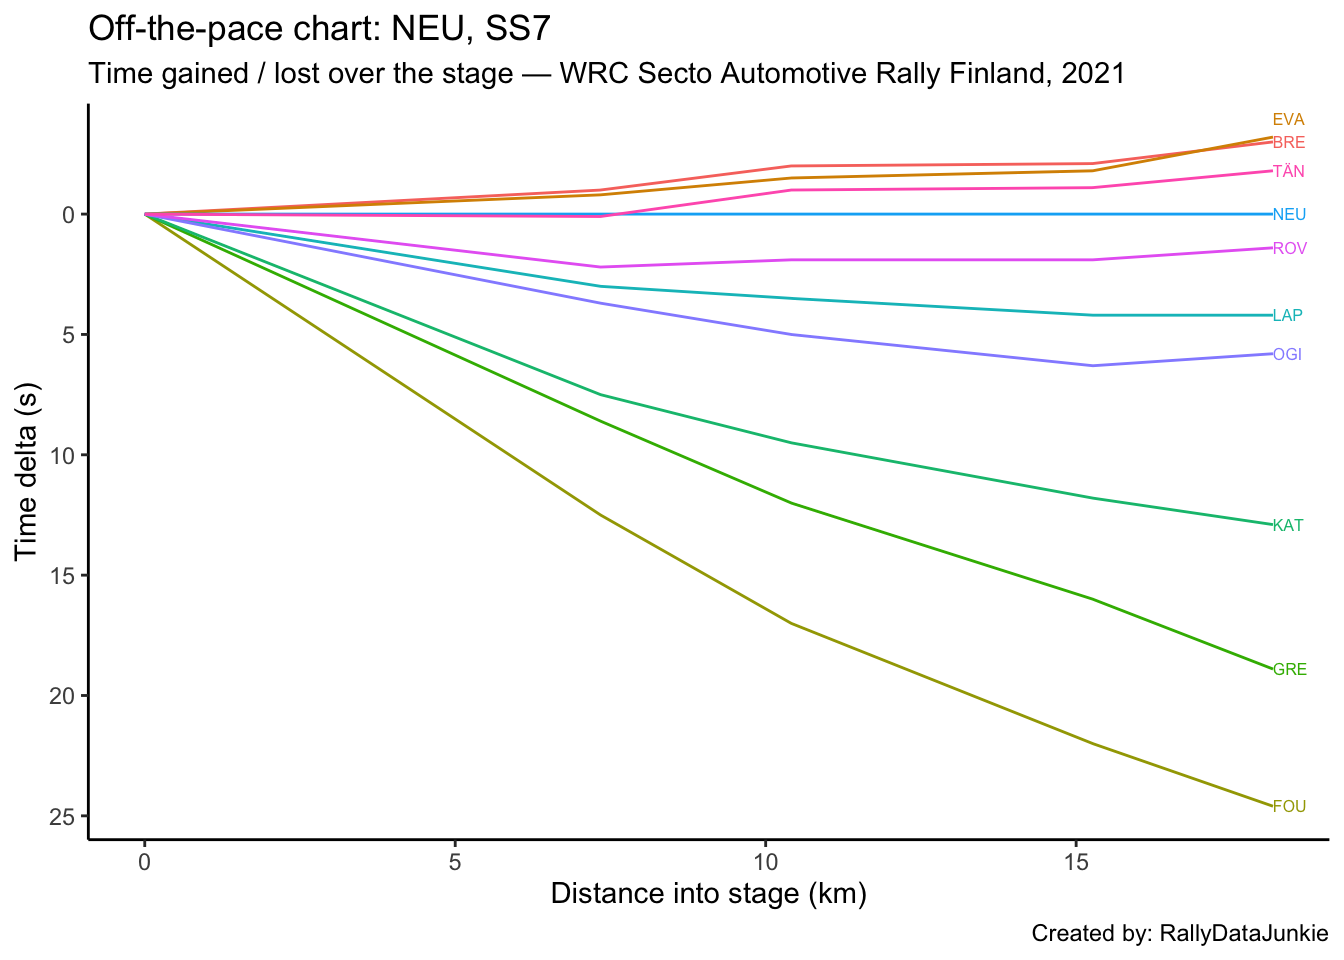 Off-the-pace chart: NEU, SS7
Time gained / lost over the stage — WRC Secto Automotive Rally Finland, 2021
EVA
BRE
TÄN
0
NEU
ROV
LAP
5
OGI
10
KAT
15
GRE
20
FOU
25
Time delta (s)
0 5 10 15
Distance into stage (km)
Created by: RallyDataJunkie